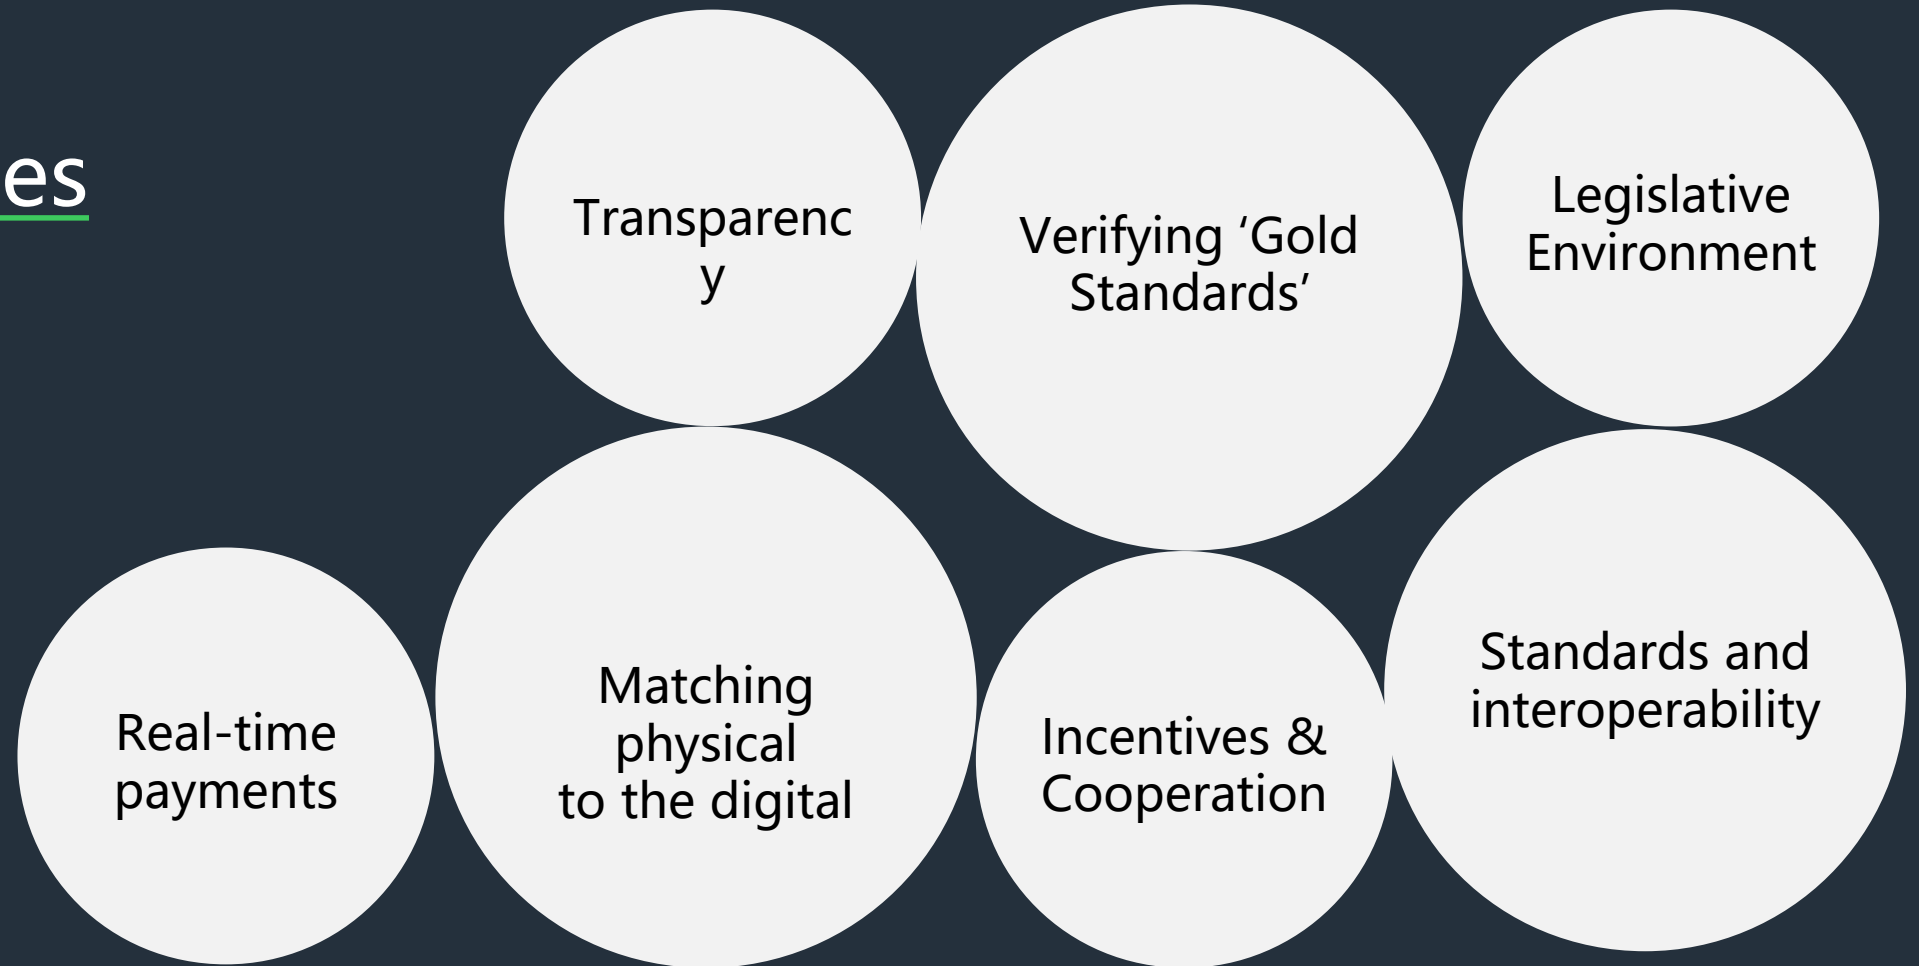 es
Transparenc
y
Verifying ‘Gold
Standards’
Legislative
Environment
Real-time
payments
Matching
physical
to the digital
Incentives &
Cooperation
Standards and
interoperability